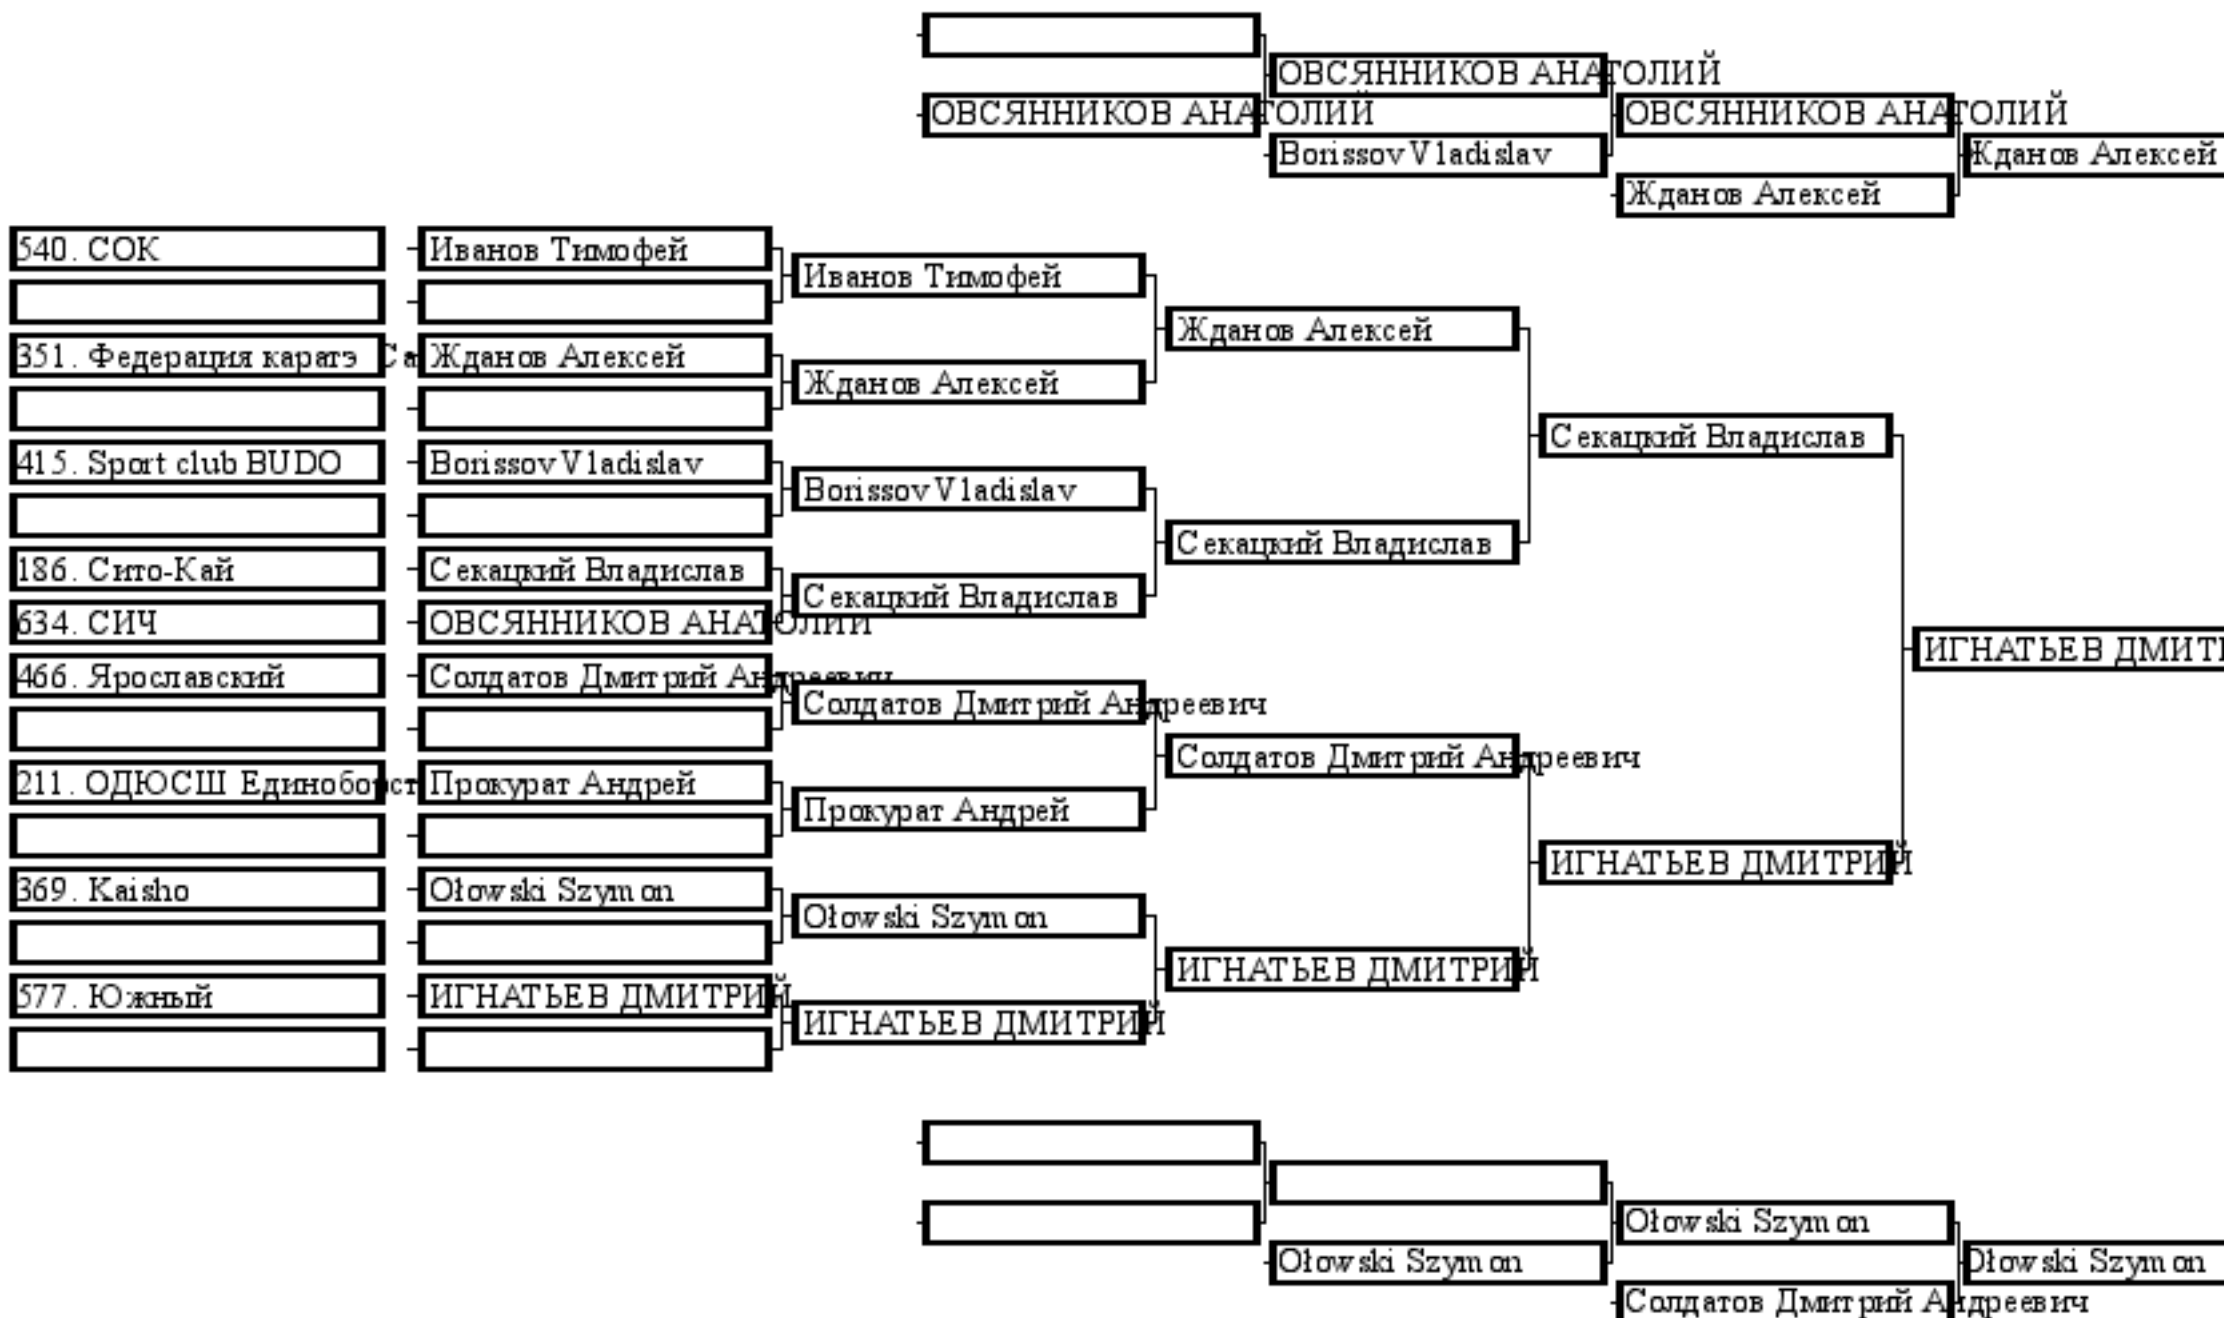 ОВСЯННИКОВ АНАТОЛИЙ
ОВСЯННИКОВ АНАТОЛИЙ
ОВСЯННИКОВ АНАТОЛИЙ
Borissov Vladislav
Жданов Алексей
Жданов Алексей
540. СОК
Иванов Тимофей
Иванов Тимофей
Жданов Алексей
351. Федерация каратэ Са
Жданов Алексей
Жданов Алексей
Секацкий Владислав
415. Sport club BUDO
Borissov Vladislav
Borissov Vladislav
Секацкий Владислав
186. Сито-Кай
Секацкий Владислав
Секацкий Владислав
634. СИЧ
ОВСЯННИКОВ АНАТОЛИЙ
ИГНАТЬЕВ ДМИТ
466. Ярославский
Солдатов Дмитрий Андреевич
Солдатов Дмитрий Андреевич
Солдатов Дмитрий Андреевич
211. ОДЮСШ Единоборст
Прокурат Андрей
Прокурат Андрей
ИГНАТЬЕВ ДМИТРИЙ
369. Kaisho
Ołowski Szymon
Ołowski Szymon
ИГНАТЬЕВ ДМИТРИЙ
577. Южный
ИГНАТЬЕВ ДМИТРИЙ
ИГНАТЬЕВ ДМИТРИЙ
Ołowski Szymon
Ołowski Szymon
Ołowski Szymon
Солдатов Дмитрий Андреевич